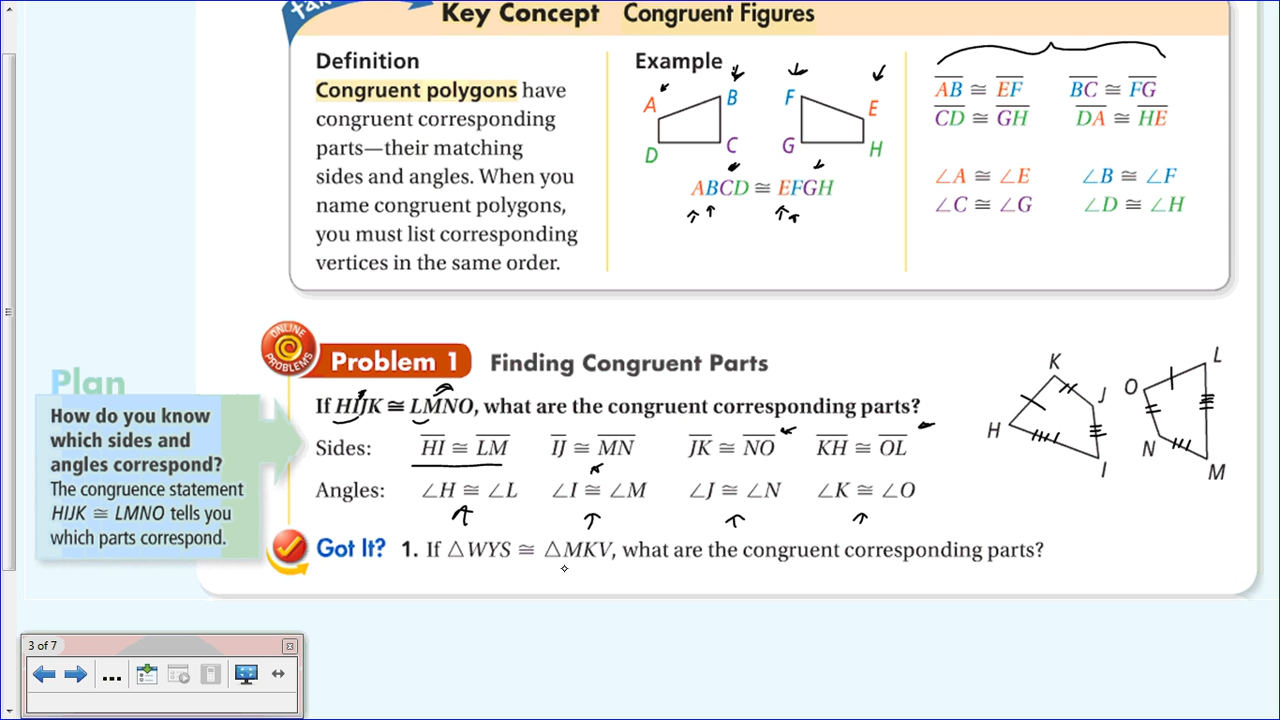 Key Concept Congruent Figures
Definition
Congruent polygons have
congruent corresponding
parts—their matching
sides and angles. When you
name congruent polygons,
you must list corresponding
vertices in the same order.
Example
A B
D C
F E
G H
ABCD ≅ EFGH
AB ≅ EF BC ≅ FG
CD ≅ GH DA ≅ HE
∠A ≅ ∠E ∠B ≅ ∠F
∠C ≅ ∠G ∠D ≅ ∠H
ONLINE
PROBLEMS
Problem 1 Finding Congruent Parts
If HIJK ≅ LMNO, what are the congruent corresponding parts?
Sides: HI ≅ LM IJ ≅ MN JK ≅ NO KH ≅ OL
Angles: ∠H ≅ ∠L ∠I ≅ ∠M ∠J ≅ ∠N ∠K ≅ ∠O
K
J
H
I
L
O
N
M
Plan
How do you know
which sides and
angles correspond?
The congruence statement
HIJK ≅ LMNO tells you
which parts correspond.
Got It? 1. If △WYS ≅ △MKV, what are the congruent corresponding parts?
3 of 7